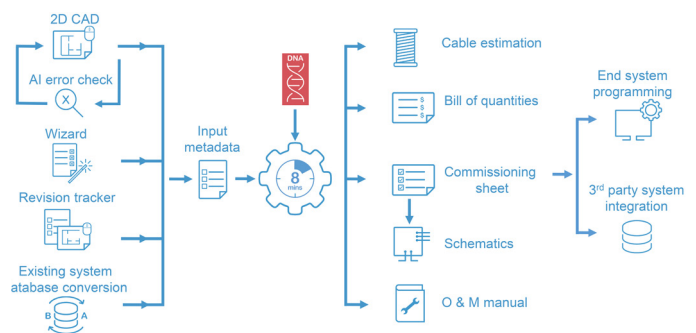 2D CAD
AI error check
X
Wizard
Revision tracker
Existing system
atabase conversion
B
A
Input
metadata
DNA
8
mins
Cable estimation
$
$
$
Bill of quantities
Commissioning
sheet
Schematics
O & M manual
End system
programming
3rd party system
integration